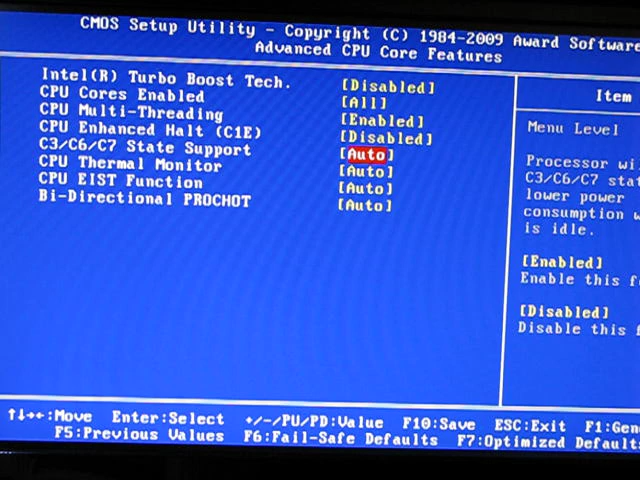 CMOS Setup Utility - Copyright (C) 1984-2009 Award Software
Advanced CPU Core Features
Intel(R) Turbo Boost Tech. [Disabled]
CPU Cores Enabled [All]
CPU Multi-Threading [Enabled]
CPU Enhanced Halt (C1E) [Disabled]
C3/C6/C7 State Support [Auto]
CPU Thermal Monitor [Auto]
CPU EIST Function [Auto]
Bi-Directional PROCHOT [Auto]
Item
Menu Level
Processor wi
C3/C6/C7 stat
lower power
consumption w
is idle.
[Enabled]
Enable this f
[Disabled]
Disable this f
↑↓→←:Move Enter:Select +/-/PU/PD:Value F10:Save ESC:Exit F1:Gen
F5:Previous Values F6:Fail-Safe Defaults F7:Optimized Defaults